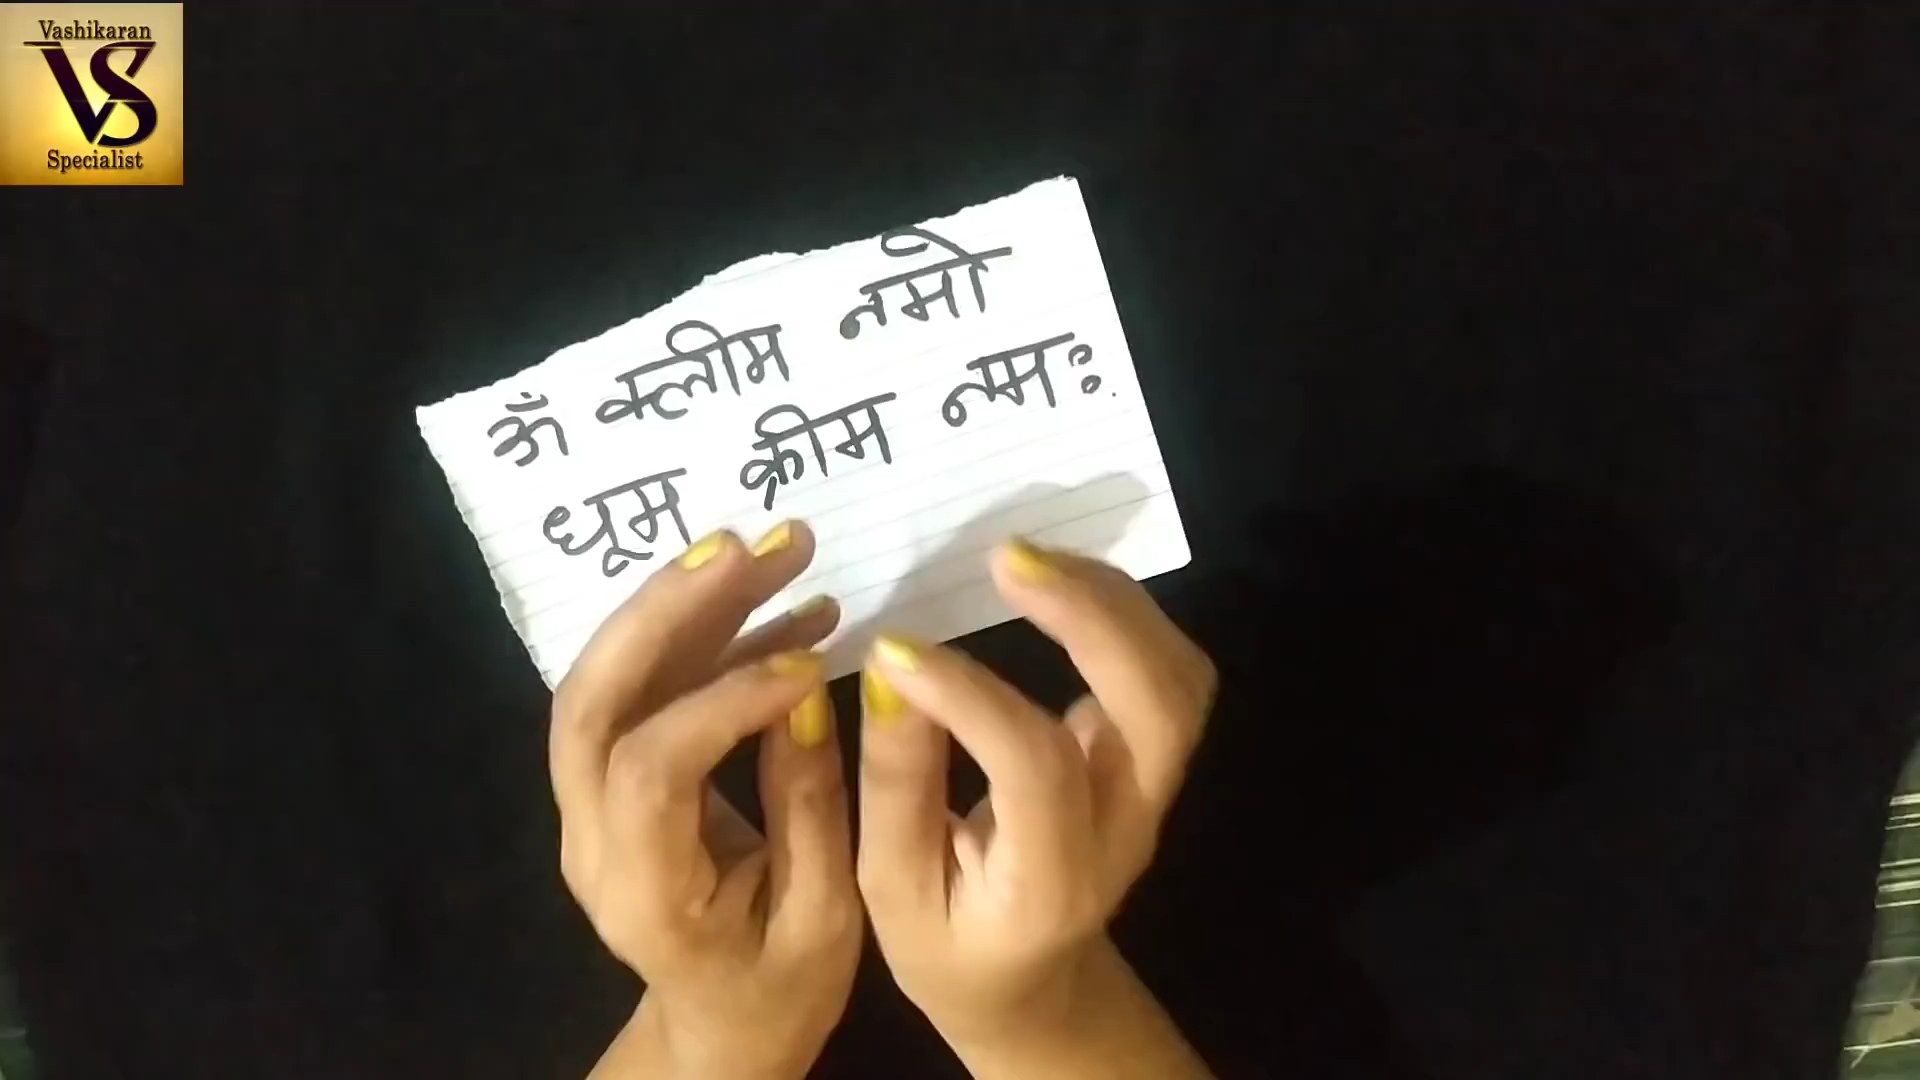 Vashikaran
VS
Specialist
ॐ क्लीम नमो
धूम क्रीम नमः